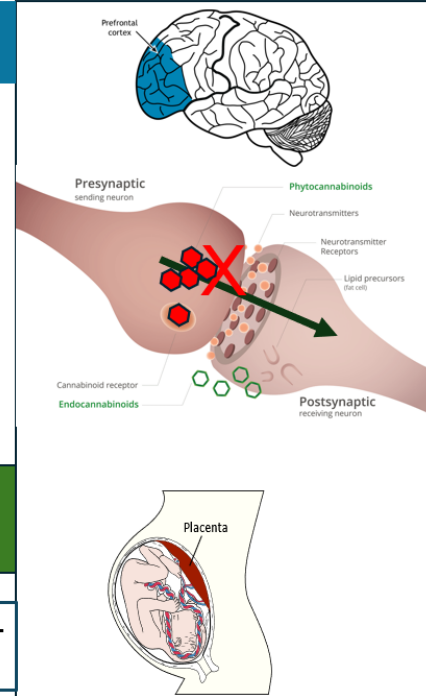 Prefrontal
cortex
Presynaptic
sending neuron
Phytocannabinoids
Neurotransmitters
Neurotransmitter
Receptors
Lipid precursors
(fat cell)
Cannabinoid receptor
Endocannabinoids
Postsynaptic
receiving neuron
Placenta